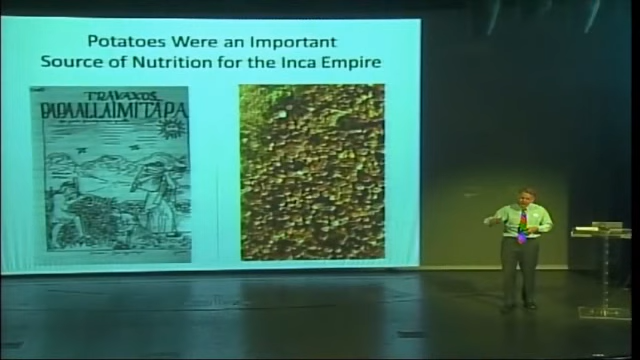 Potatoes Were an Important
Source of Nutrition for the Inca Empire
TRAVAXOS
PAPAALLAIMITAPA